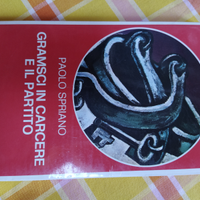 PAOLO SPRIANO
GRAMSCI IN CARCERE
E IL PARTITO